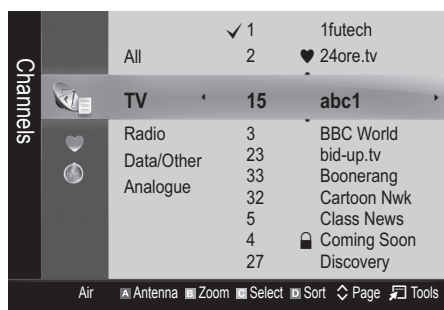 Channels
1 1futech
All 2 24ore.tv
TV 15 abc1
Radio 3 BBC World
Data/Other 23 bid-up.tv
Analogue 33 Boonerang
32 Cartoon Nwk
5 Class News
4 Coming Soon
27 Discovery
Air A Antenna B Zoom C Select D Sort Page Tools